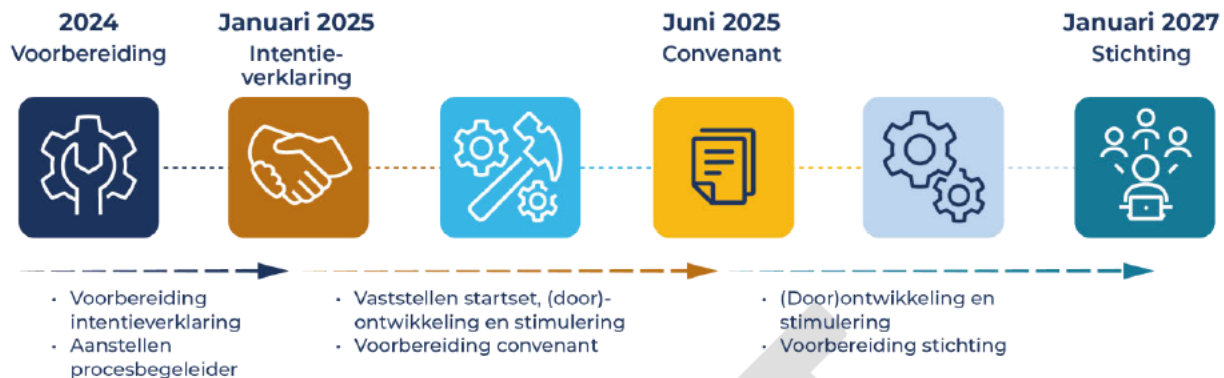 2024
Voorbereiding
Januari 2025
Intentie-
verklaring
Juni 2025
Convenant
Januari 2027
Stichting
• Voorbereiding
intentieverklaring
• Aanstellen
procesbegeleider
• Vaststellen startset, (door)-
ontwikkeling en stimulering
• Voorbereiding convenant
• (Door)ontwikkeling en
stimulering
• Voorbereiding stichting